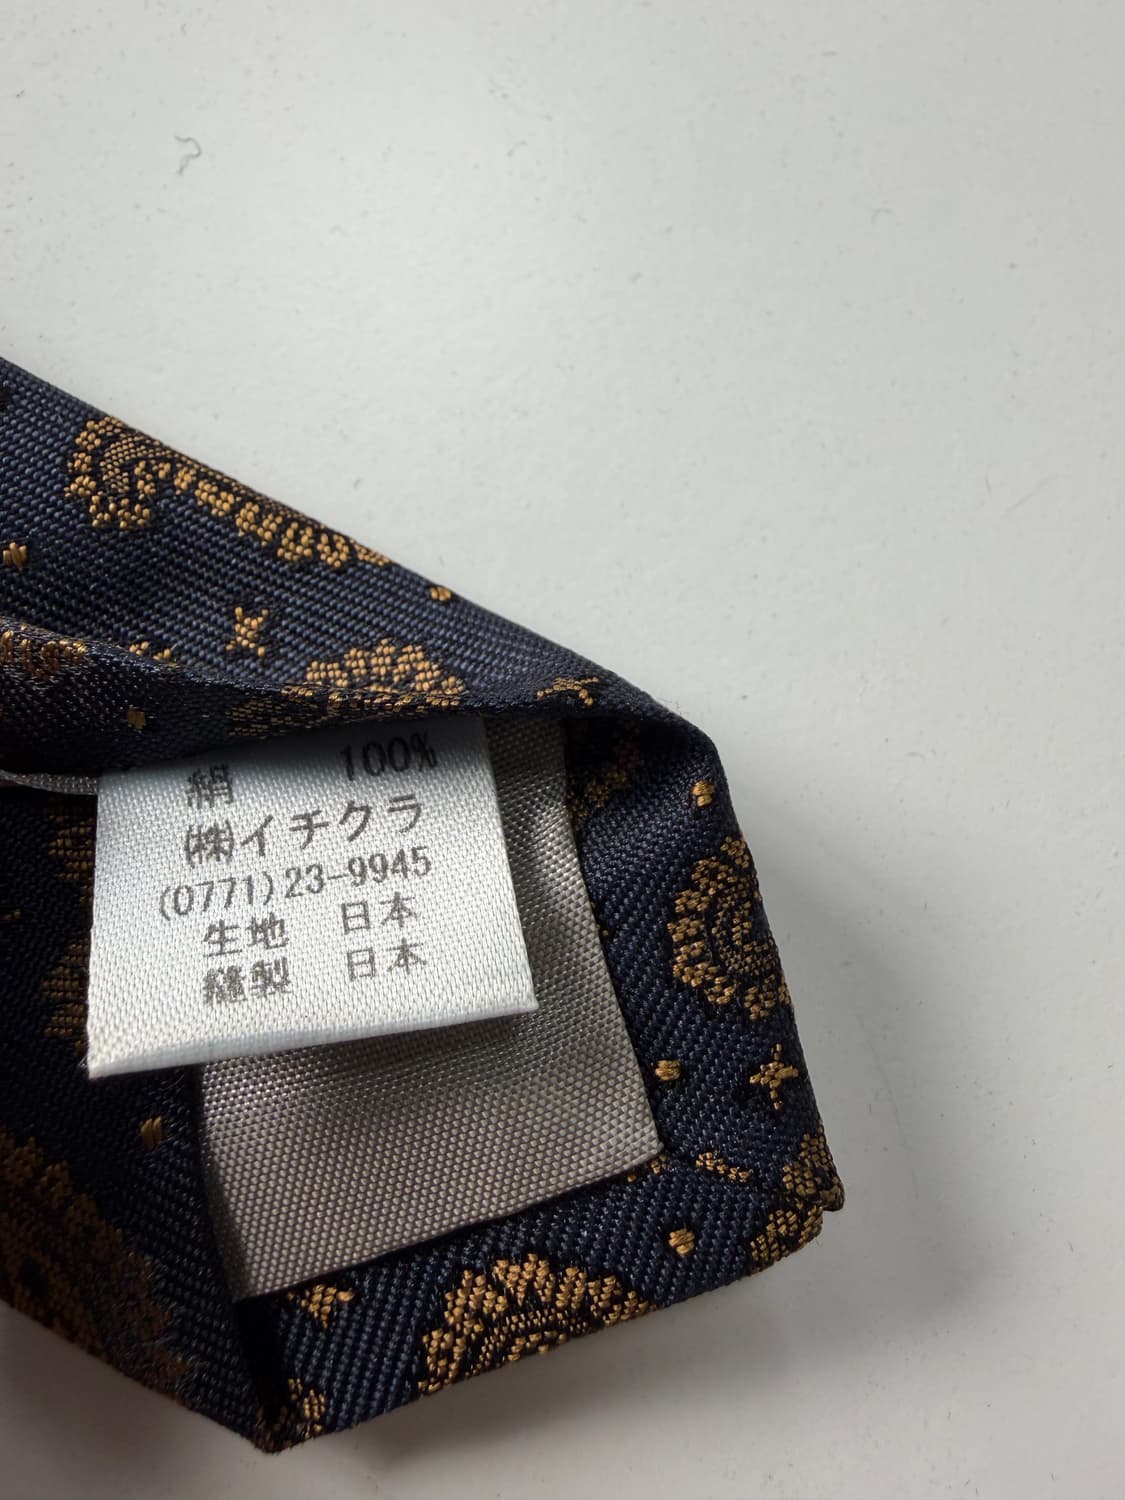 絹 100%
㈱イチクラ
(0771)23-9945
生地 日本
縫製 日本